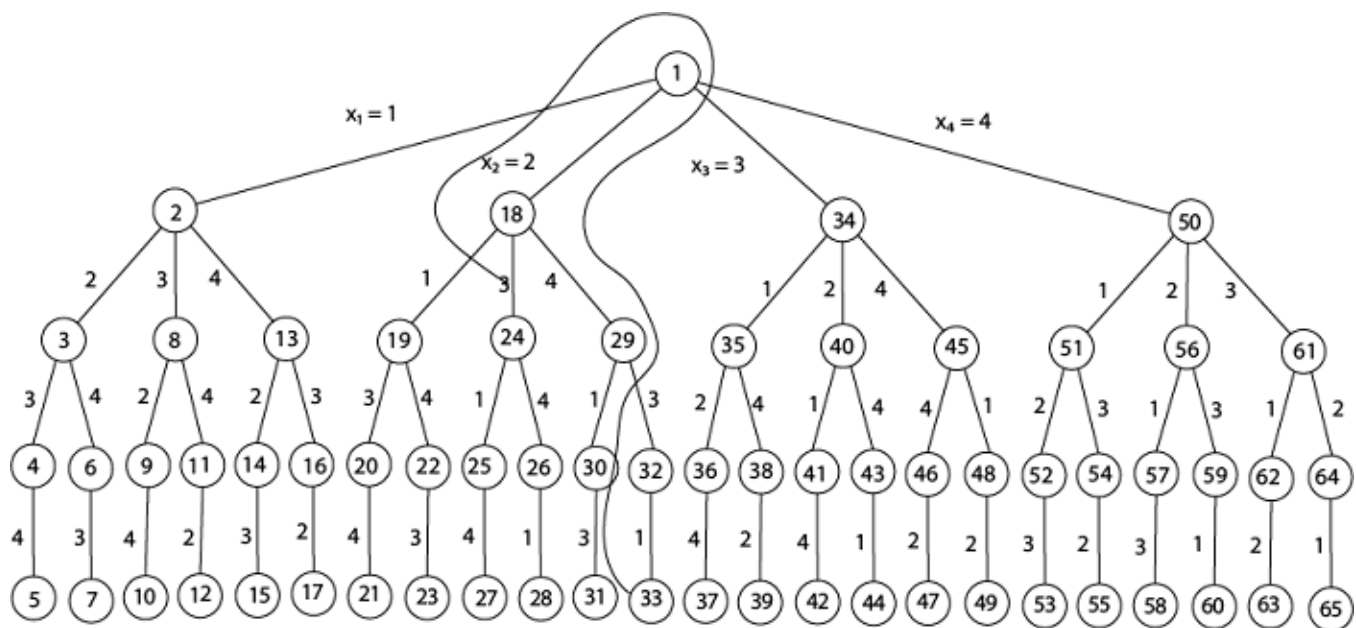 1
x₁ = 1
x₄ = 4
x₂ = 2
x₃ = 3
2 18 34 50
2 3 4 1 3 4 1 2 4 1 2 3
3 8 13 19 24 29 35 40 45 51 56 61
3 4 2 4 2 3 3 4 1 4 1 3 2 4 1 4 4 1 2 3 1 3 1 2
4 6 9 11 14 16 20 22 25 26 30 32 36 38 41 43 46 48 52 54 57 59 62 64
4 3 4 2 3 2 4 3 4 1 3 1 4 2 4 1 2 2 3 2 3 1 2 1
5 7 10 12 15 17 21 23 27 28 31 33 37 39 42 44 47 49 53 55 58 60 63 65